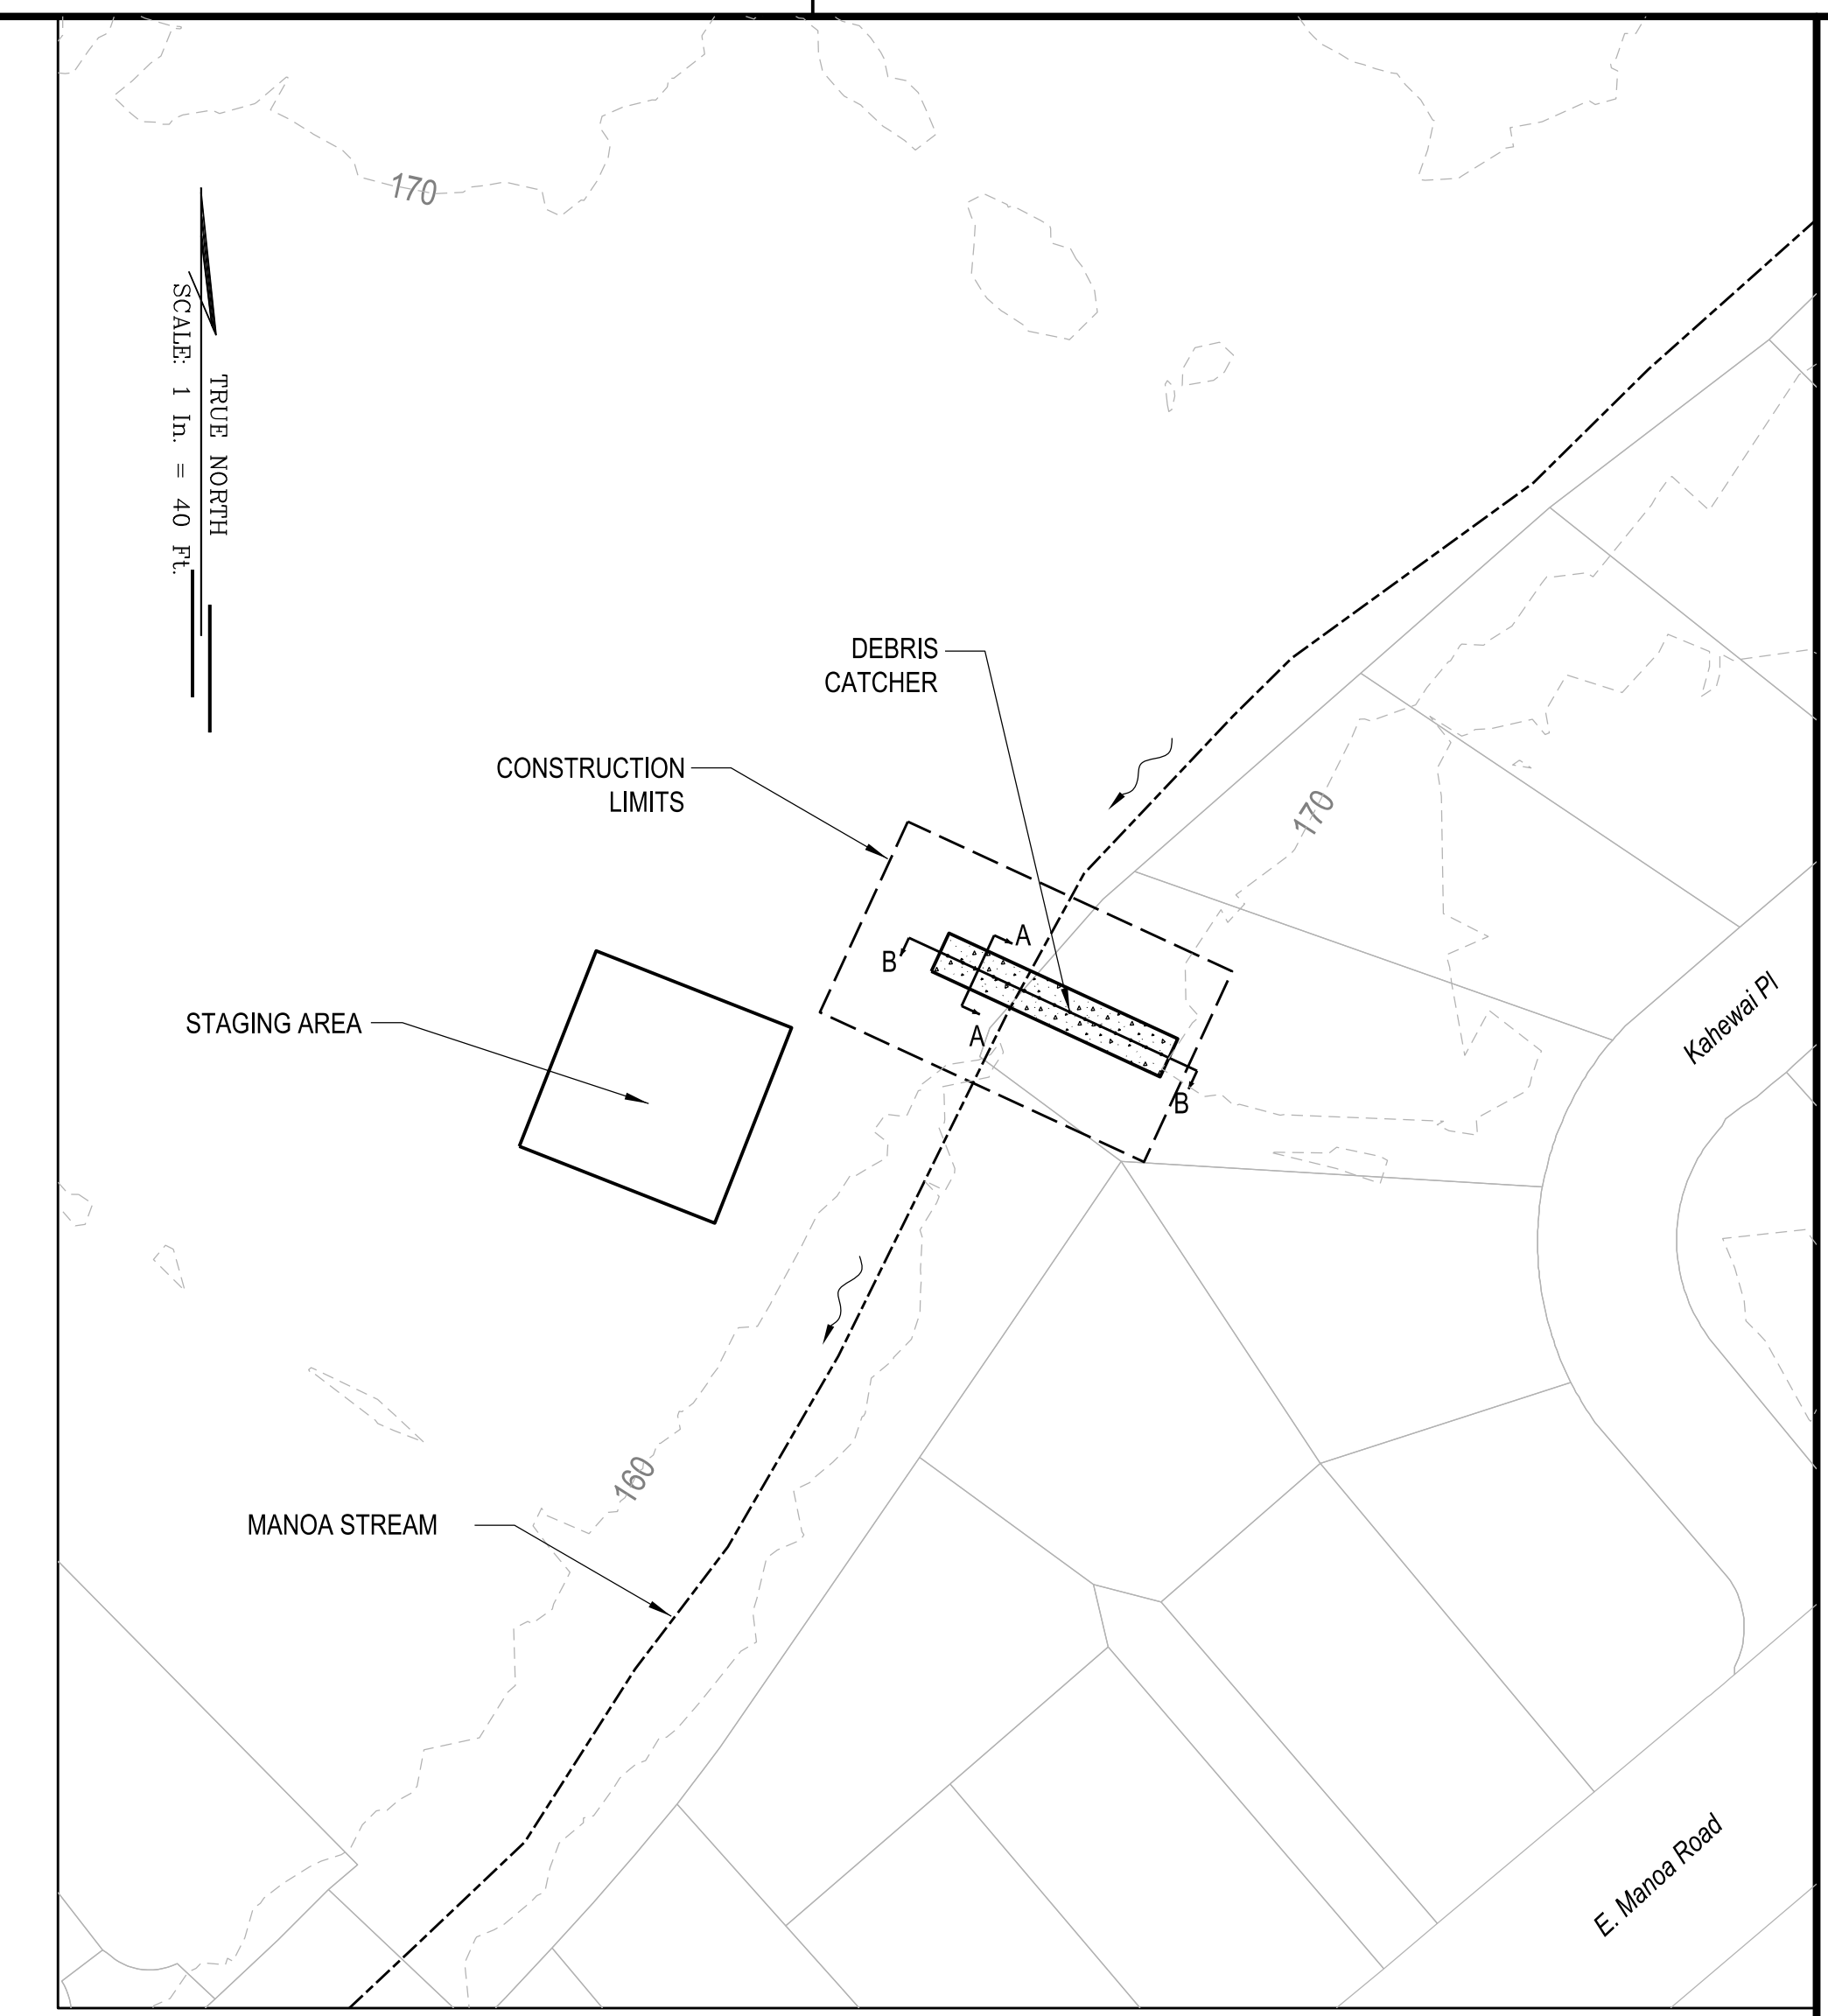 170
TRUE NORTH
SCALE: 1 In. = 40 Ft.
DEBRIS
CATCHER
CONSTRUCTION
LIMITS
170
A
B
STAGING AREA
A
B
Kahewai Pl
160
MANOA STREAM
E. Manoa Road